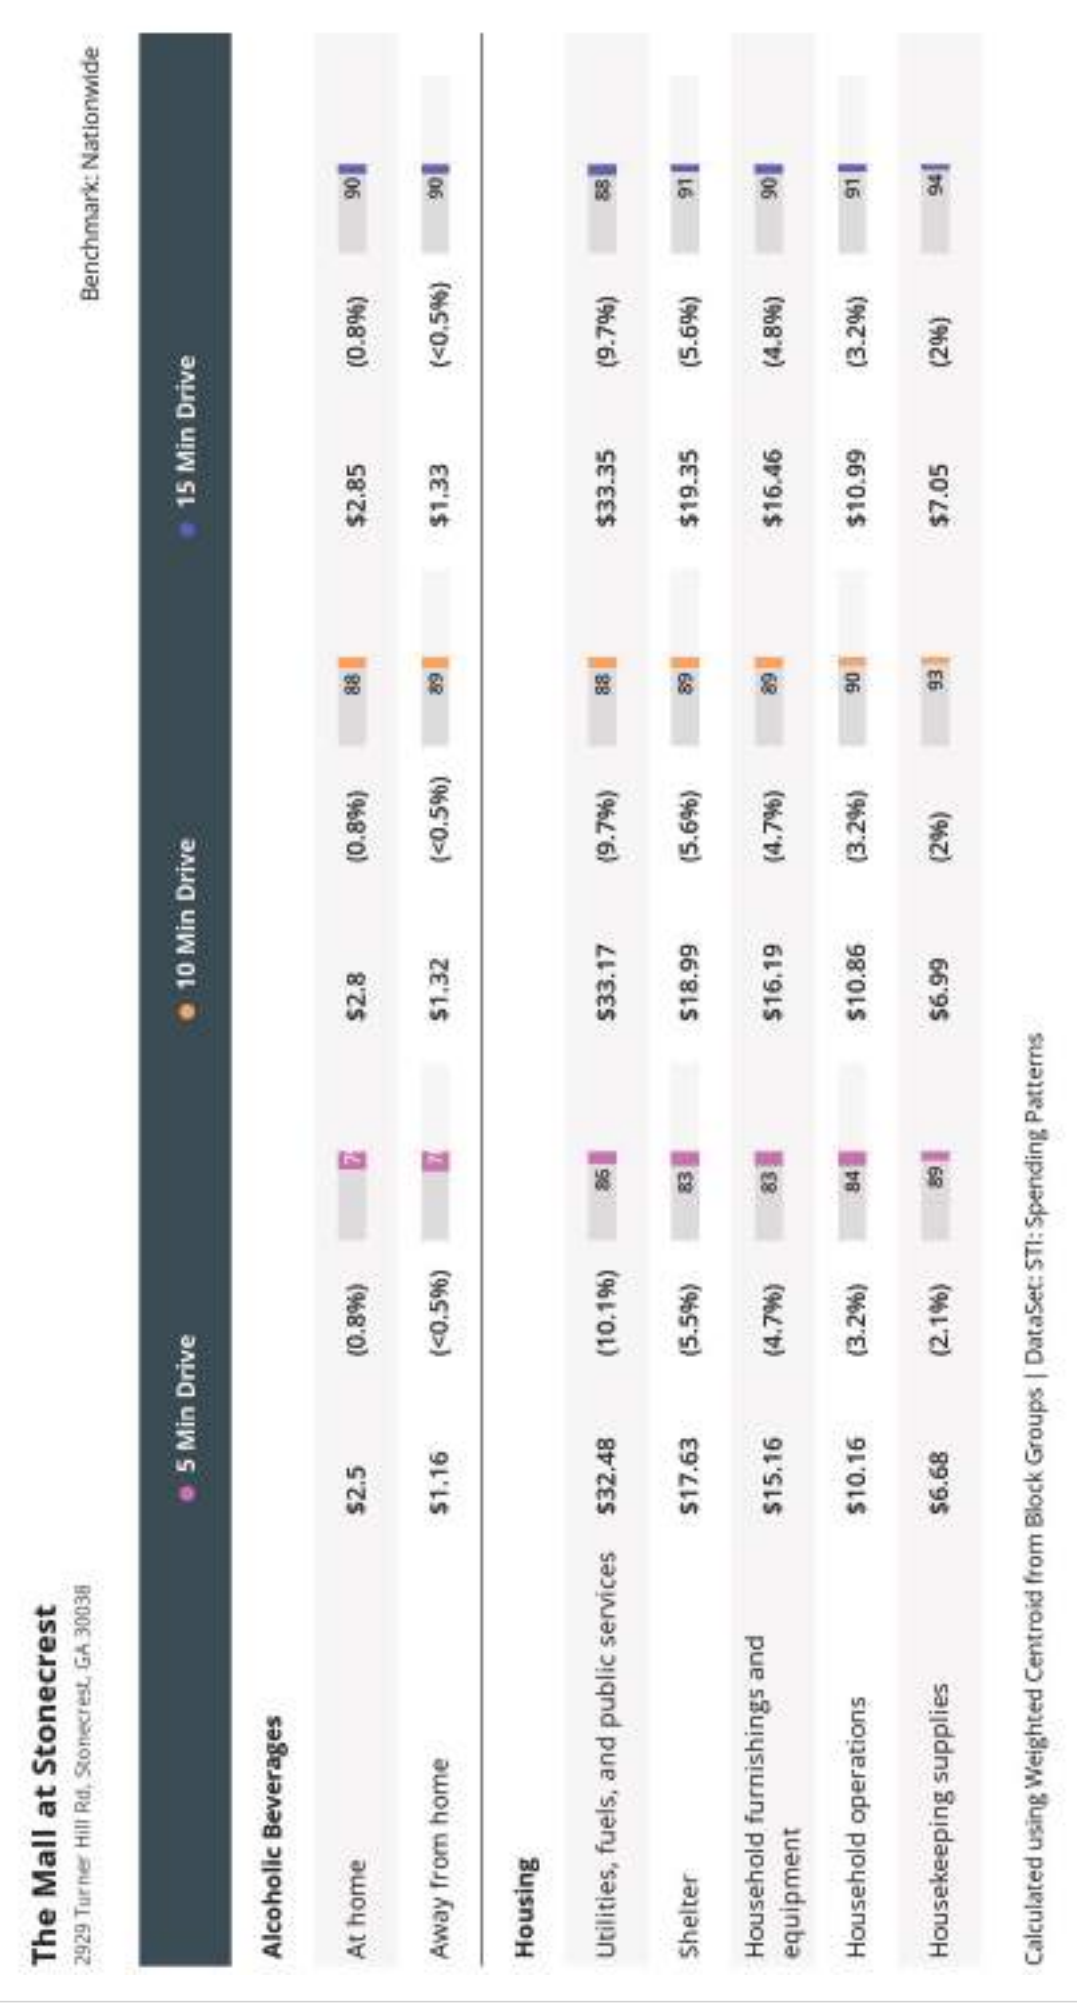 The Mall at Stonecrest
2929 Turner Hill Rd, Stonecrest, GA 30038
Benchmark: Nationwide
5 Min Drive 10 Min Drive 15 Min Drive
Alcoholic Beverages
At home $2.5 (0.8%) $2.8 (0.8%) 88 $2.85 (0.8%) 90
Away from home $1.16 (<0.5%) $1.32 (<0.5%) 89 $1.33 (<0.5%) 90
Housing
Utilities, fuels, and public services $32.48 (10.1%) 86 $33.17 (9.7%) 88 $33.35 (9.7%) 88
Shelter $17.63 (5.5%) 83 $18.99 (5.6%) 89 $19.35 (5.6%) 91
Household furnishings and
equipment $15.16 (4.7%) 83 $16.19 (4.7%) 89 $16.46 (4.8%) 90
Household operations $10.16 (3.2%) 84 $10.86 (3.2%) 90 $10.99 (3.2%) 91
Housekeeping supplies $6.68 (2.1%) 89 $6.99 (2%) 93 $7.05 (2%) 94
Calculated using Weighted Centroid from Block Groups | DataSet: STI: Spending Patterns